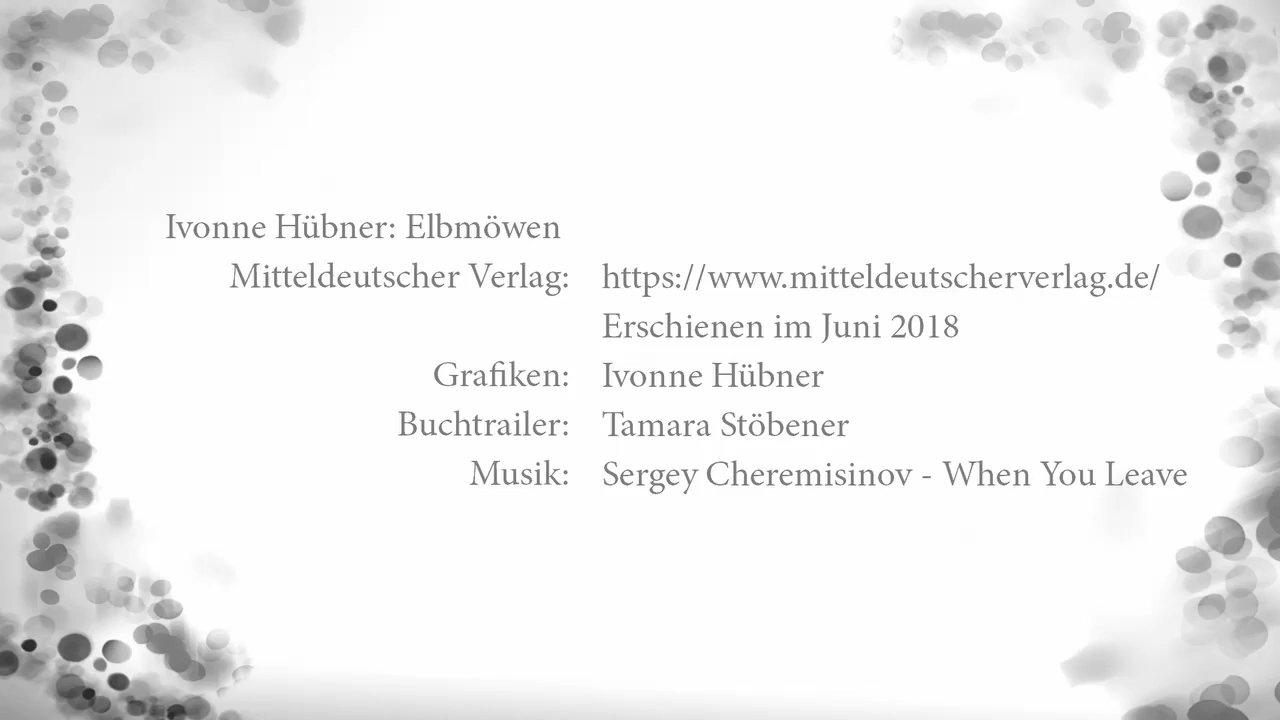 Ivonne Hübner: Elbmöwen
Mitteldeutscher Verlag: https://www.mitteldeutscherverlag.de/
Erschienen im Juni 2018
Grafiken: Ivonne Hübner
Buchtrailer: Tamara Stöbener
Musik: Sergey Cheremisinov - When You Leave